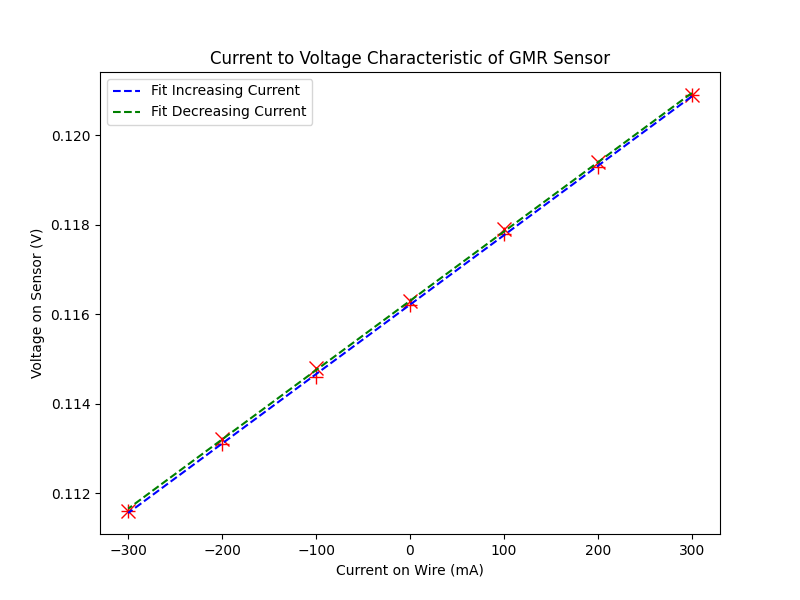 Current to Voltage Characteristic of GMR Sensor
Fit Increasing Current
Fit Decreasing Current
0.120
0.118
0.116
0.114
0.112
Voltage on Sensor (V)
−300
−200
−100
0
100
200
300
Current on Wire (mA)